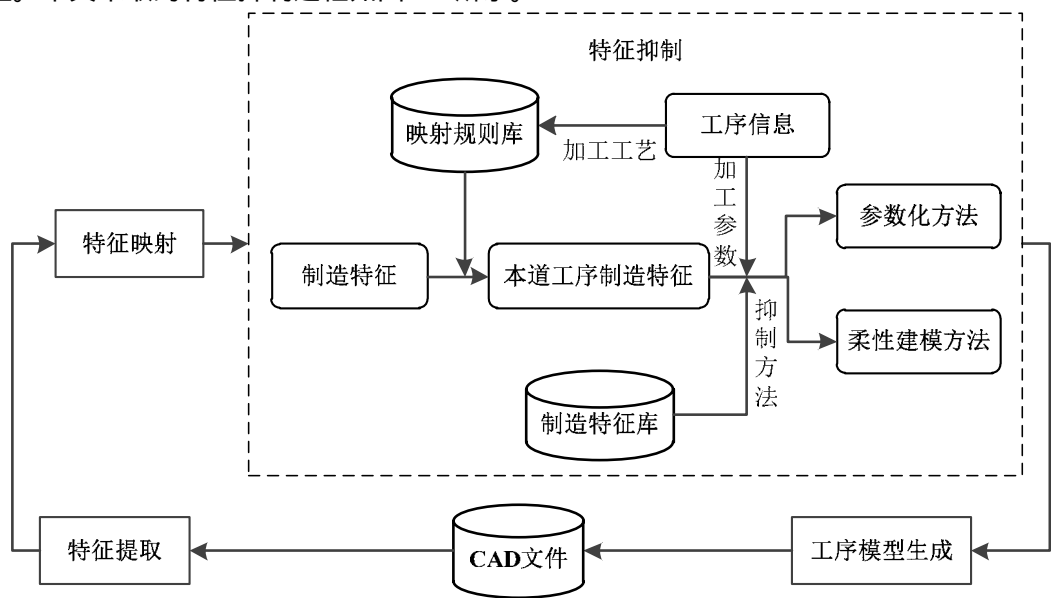 特征抑制
映射规则库
工序信息
加工工艺
加工参数
特征映射
制造特征
本道工序制造特征
参数化方法
抑制方法
柔性建模方法
制造特征库
特征提取
CAD文件
工序模型生成